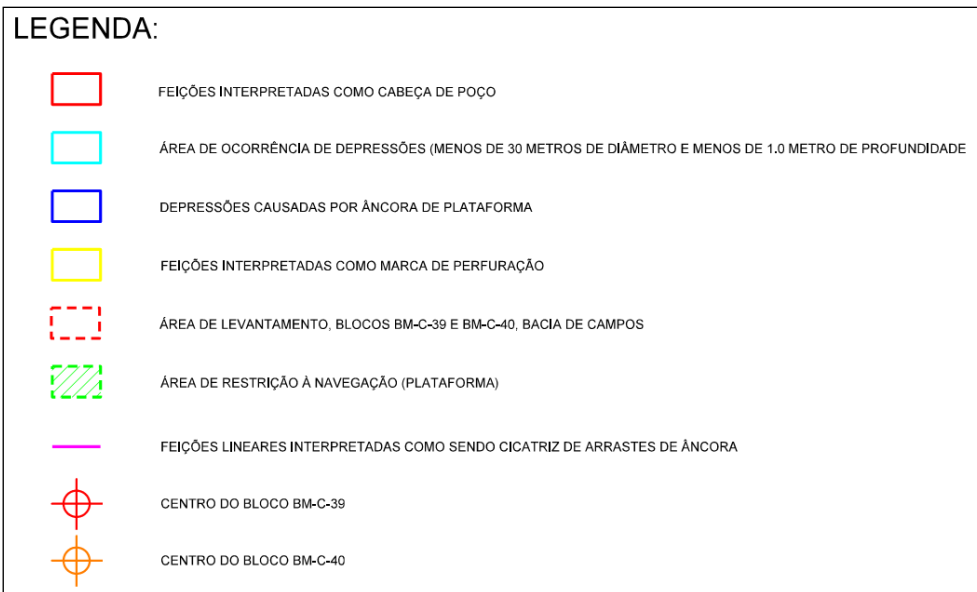 LEGENDA:
FEIÇÕES INTERPRETADAS COMO CABEÇA DE POÇO
ÁREA DE OCORRÊNCIA DE DEPRESSÕES (MENOS DE 30 METROS DE DIÂMETRO E MENOS DE 1.0 METRO DE PROFUNDIDADE
DEPRESSÕES CAUSADAS POR ÂNCORA DE PLATAFORMA
FEIÇÕES INTERPRETADAS COMO MARCA DE PERFURAÇÃO
ÁREA DE LEVANTAMENTO, BLOCOS BM-C-39 E BM-C-40, BACIA DE CAMPOS
ÁREA DE RESTRIÇÃO À NAVEGAÇÃO (PLATAFORMA)
FEIÇÕES LINEARES INTERPRETADAS COMO SENDO CICATRIZ DE ARRASTES DE ÂNCORA
CENTRO DO BLOCO BM-C-39
CENTRO DO BLOCO BM-C-40